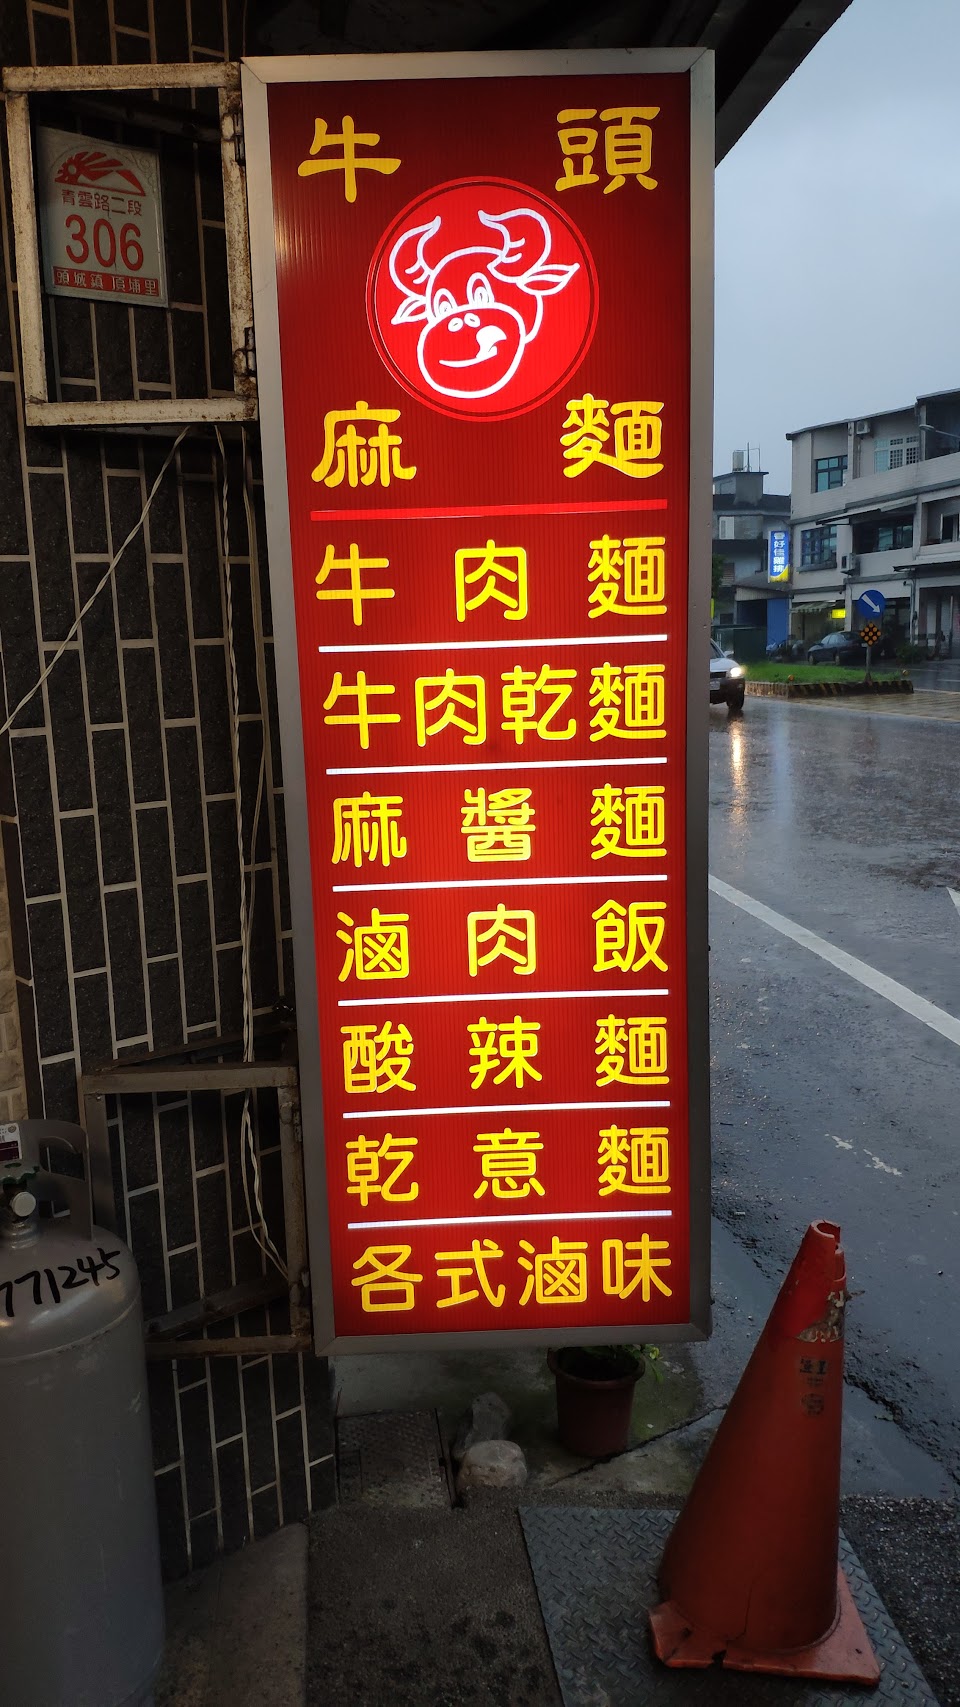 青雲路二段
306
頭城鎮 頂埔里
牛頭
麻麵
牛肉麵
牛肉乾麵
麻醬麵
滷肉飯
酸辣麵
乾意麵
各式滷味
771245